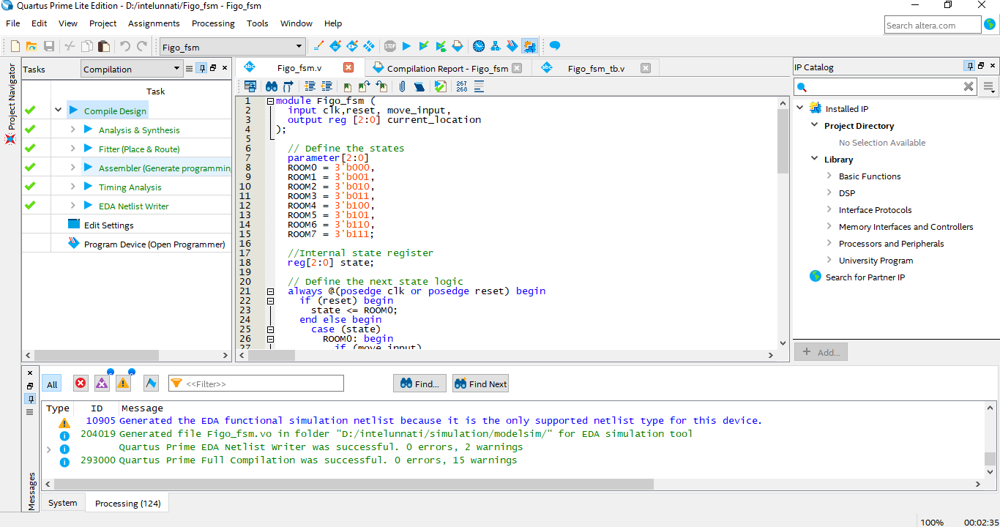 Quartus Prime Lite Edition - D:/intelunnati/Figo_fsm - Figo_fsm
File Edit View Project Assignments Processing Tools Window Help
Search altera.com
Figo_fsm
STOP
Project Navigator
Tasks
Compilation
Task
Compile Design
Analysis & Synthesis
Fitter (Place & Route)
Assembler (Generate programmin
Timing Analysis
EDA Netlist Writer
Edit Settings
Program Device (Open Programmer)
abc Figo_fsm.v
Compilation Report - Figo_fsm
abc Figo_fsm_tb.v
267
268
1 module Figo_fsm (
2 input clk,reset, move_input,
3 output reg [2:0] current_location
4 );
5
6 // Define the states
7 parameter[2:0]
8 ROOM0 = 3'b000,
9 ROOM1 = 3'b001,
10 ROOM2 = 3'b010,
11 ROOM3 = 3'b011,
12 ROOM4 = 3'b100,
13 ROOM5 = 3'b101,
14 ROOM6 = 3'b110,
15 ROOM7 = 3'b111;
16
17 //Internal state register
18 reg[2:0] state;
19
20 // Define the next state logic
21 always @(posedge clk or posedge reset) begin
22 if (reset) begin
23 state <= ROOM0;
24 end else begin
25 case (state)
26 ROOM0: begin
27 if (move_input)
IP Catalog
Installed IP
Project Directory
No Selection Available
Library
Basic Functions
DSP
Interface Protocols
Memory Interfaces and Controllers
Processors and Peripherals
University Program
Search for Partner IP
+ Add...
Messages
All
<<Filter>>
Find...
Find Next
Type ID Message
10905 Generated the EDA functional simulation netlist because it is the only supported netlist type for this device.
204019 Generated file Figo_fsm.vo in folder "D:/intelunnati/simulation/modelsim/" for EDA simulation tool
Quartus Prime EDA Netlist Writer was successful. 0 errors, 2 warnings
293000 Quartus Prime Full Compilation was successful. 0 errors, 15 warnings
System
Processing (124)
100% 00:02:35